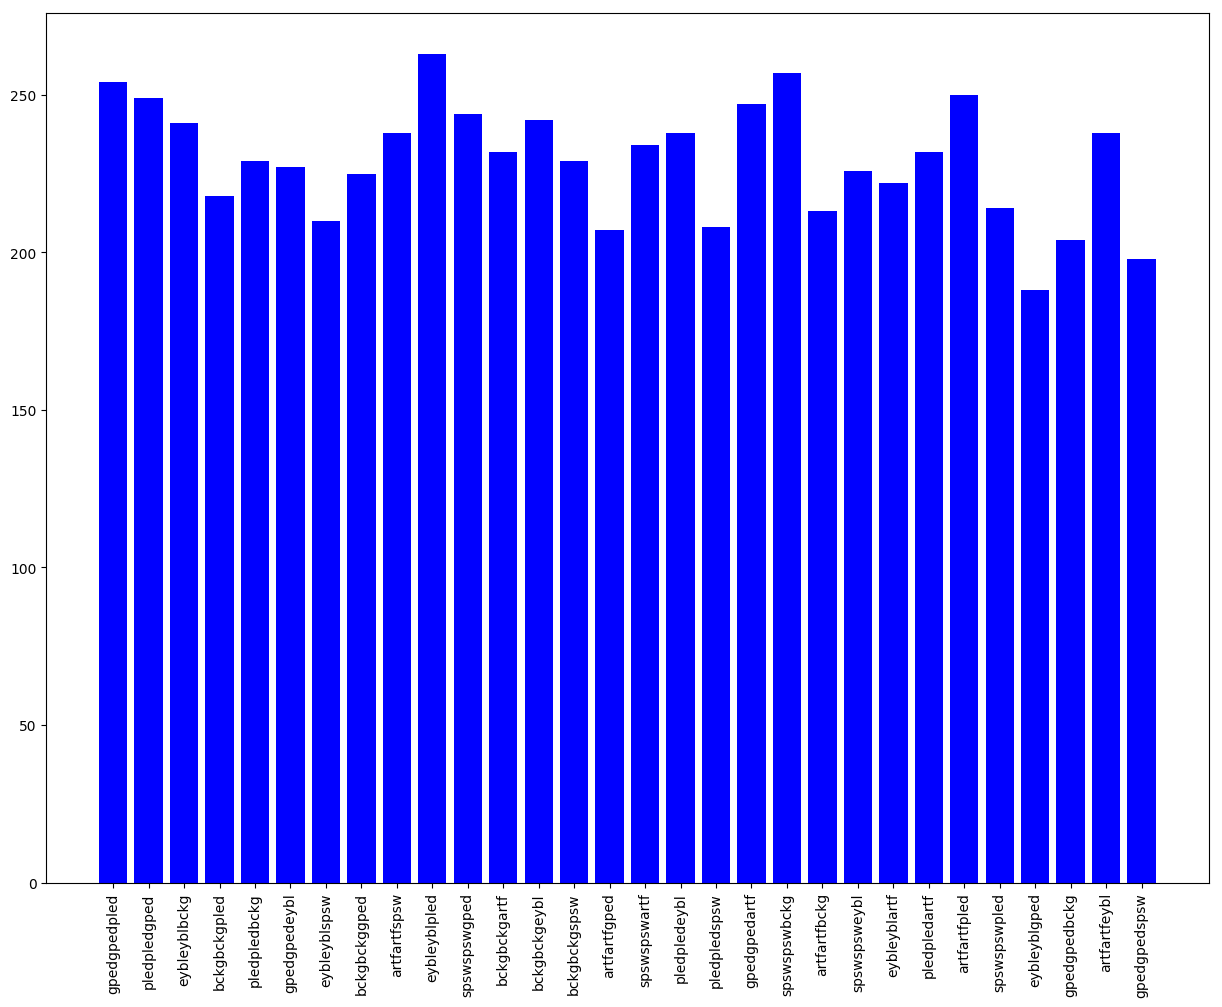 250
200
150
100
50
0
gpedgpedpled
pledpledgped
eybleyblbckg
bckgbckgpled
pledpledbckg
gpedgpedeybl
eybleyblspsw
bckgbckggped
artfartfspsw
eybleyblpled
spswspswgped
bckgbckgartf
bckgbckgeybl
bckgbckgspsw
artfartfgped
spswspswartf
pledpledeybl
pledpledspsw
gpedgpedartf
spswspswbckg
artfartfbckg
spswspsweybl
eybleyblartf
pledpledartf
artfartfpled
spswspswpled
eybleyblgped
gpedgpedbckg
artfartfeybl
gpedgpedspsw